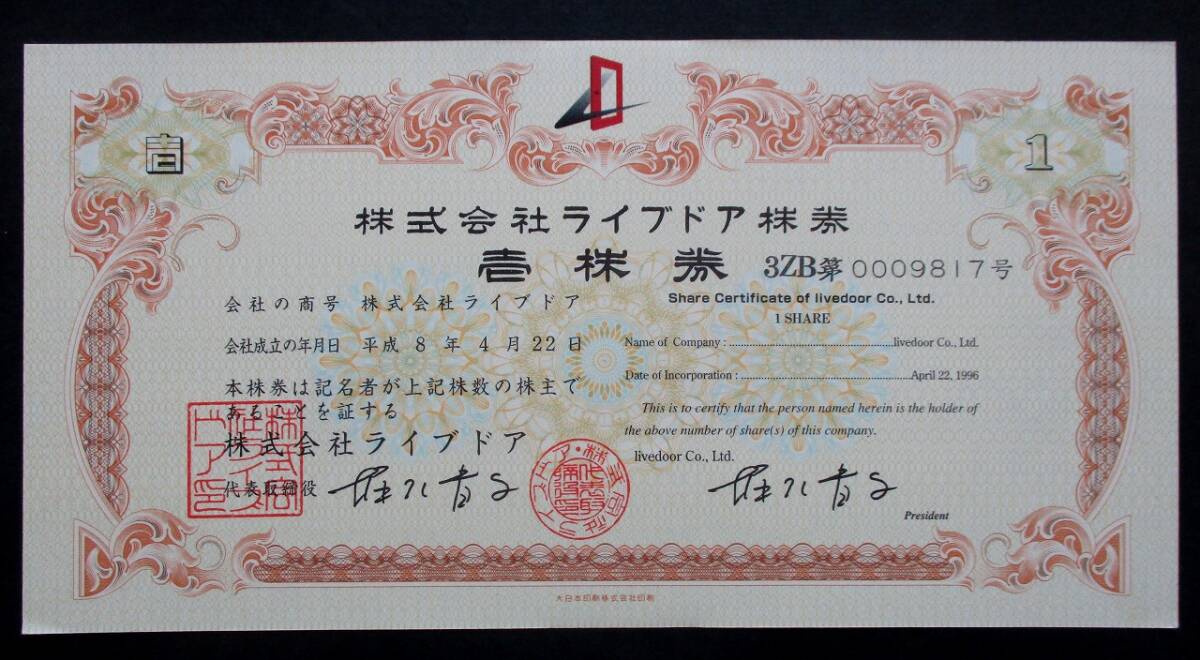 壱
1
株式会社ライブドア株券
壱株券 3ZB第0009817号
Share Certificate of livedoor Co., Ltd.
1 SHARE
会社の商号 株式会社ライブドア
会社成立の年月日 平成 8 年 4 月 22 日
本株券は記名者が上記株数の株主で
あることを証する
株式会社ライブドア
代表取締役
Name of Company : livedoor Co., Ltd.
Date of Incorporation : April 22, 1996
This is to certify that the person named herein is the holder of
the above number of share(s) of this company.
livedoor Co., Ltd.
President
大日本印刷株式会社印刷